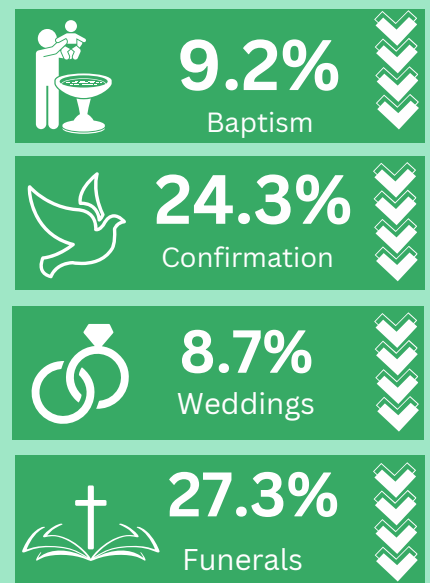 9.2%
Baptism
24.3%
Confirmation
8.7%
Weddings
27.3%
Funerals